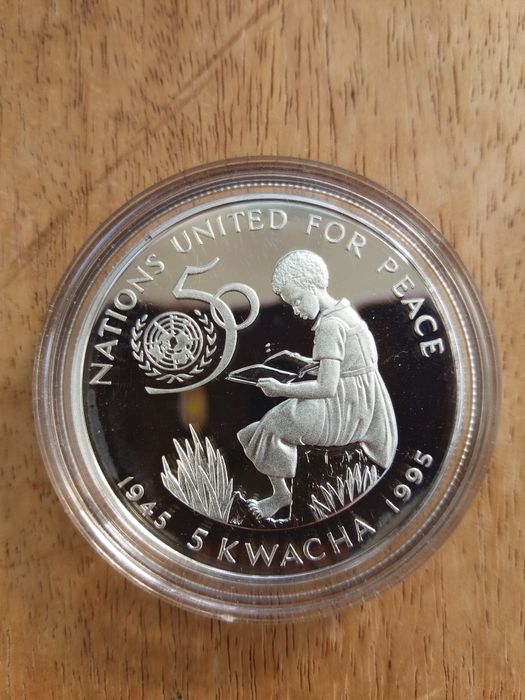 NATIONS UNITED FOR PEACE
50
1945 5 KWACHA 1995